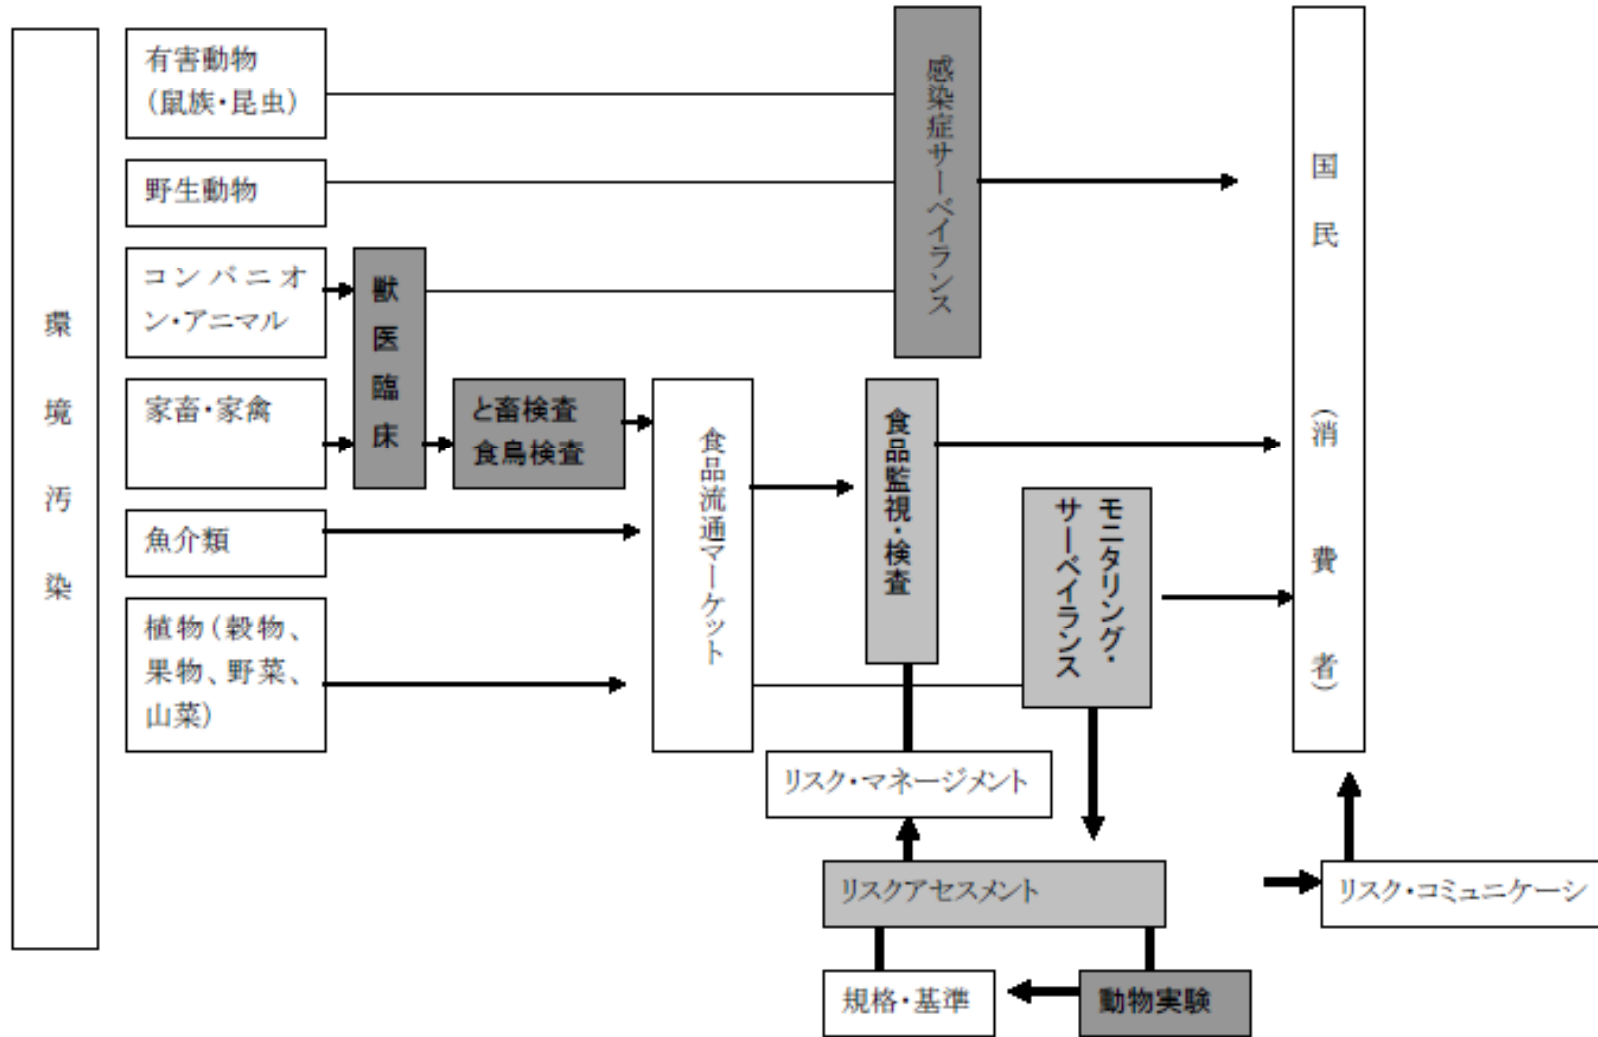 環境汚染
有害動物
（鼠族・昆虫）
野生動物
コンパニオ
ン・アニマル
家畜・家禽
魚介類
植物（穀物、
果物、野菜、
山菜）
獣医臨床
と畜検査
食鳥検査
食品流通マーケット
感染症サーベイランス
食品監視・検査
モニタリング・
サーベイランス
国民（消費者）
リスク・マネージメント
リスクアセスメント
リスク・コミュニケーシ
規格・基準
動物実験